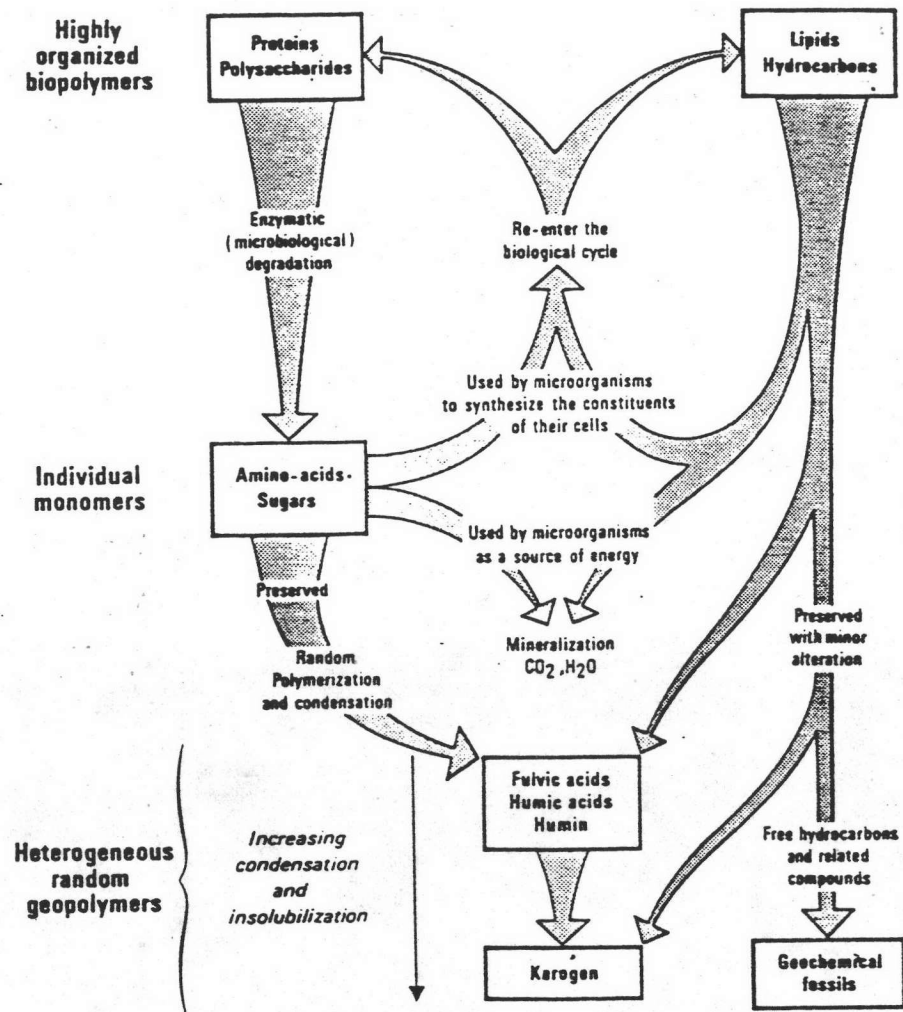 Highly
organized
biopolymers
Proteins
Polysaccharides
Lipids
Hydrocarbons
Enzymatic
(microbiological)
degradation
Re-enter the
biological cycle
Used by microorganisms
to synthesize the constituents
of their cells
Individual
monomers
Amino-acids-
Sugars
Used by microorganisms
as a source of energy
Preserved
Mineralization
CO2,H2O
Preserved
with minor
alteration
Random
Polymerization
and condensation
Fulvic acids
Humic acids
Humin
Heterogeneous
random
geopolymers
Increasing
condensation
and
insolubilization
Free hydrocarbons
and related
compounds
Kerogen
Geochemical
fossils